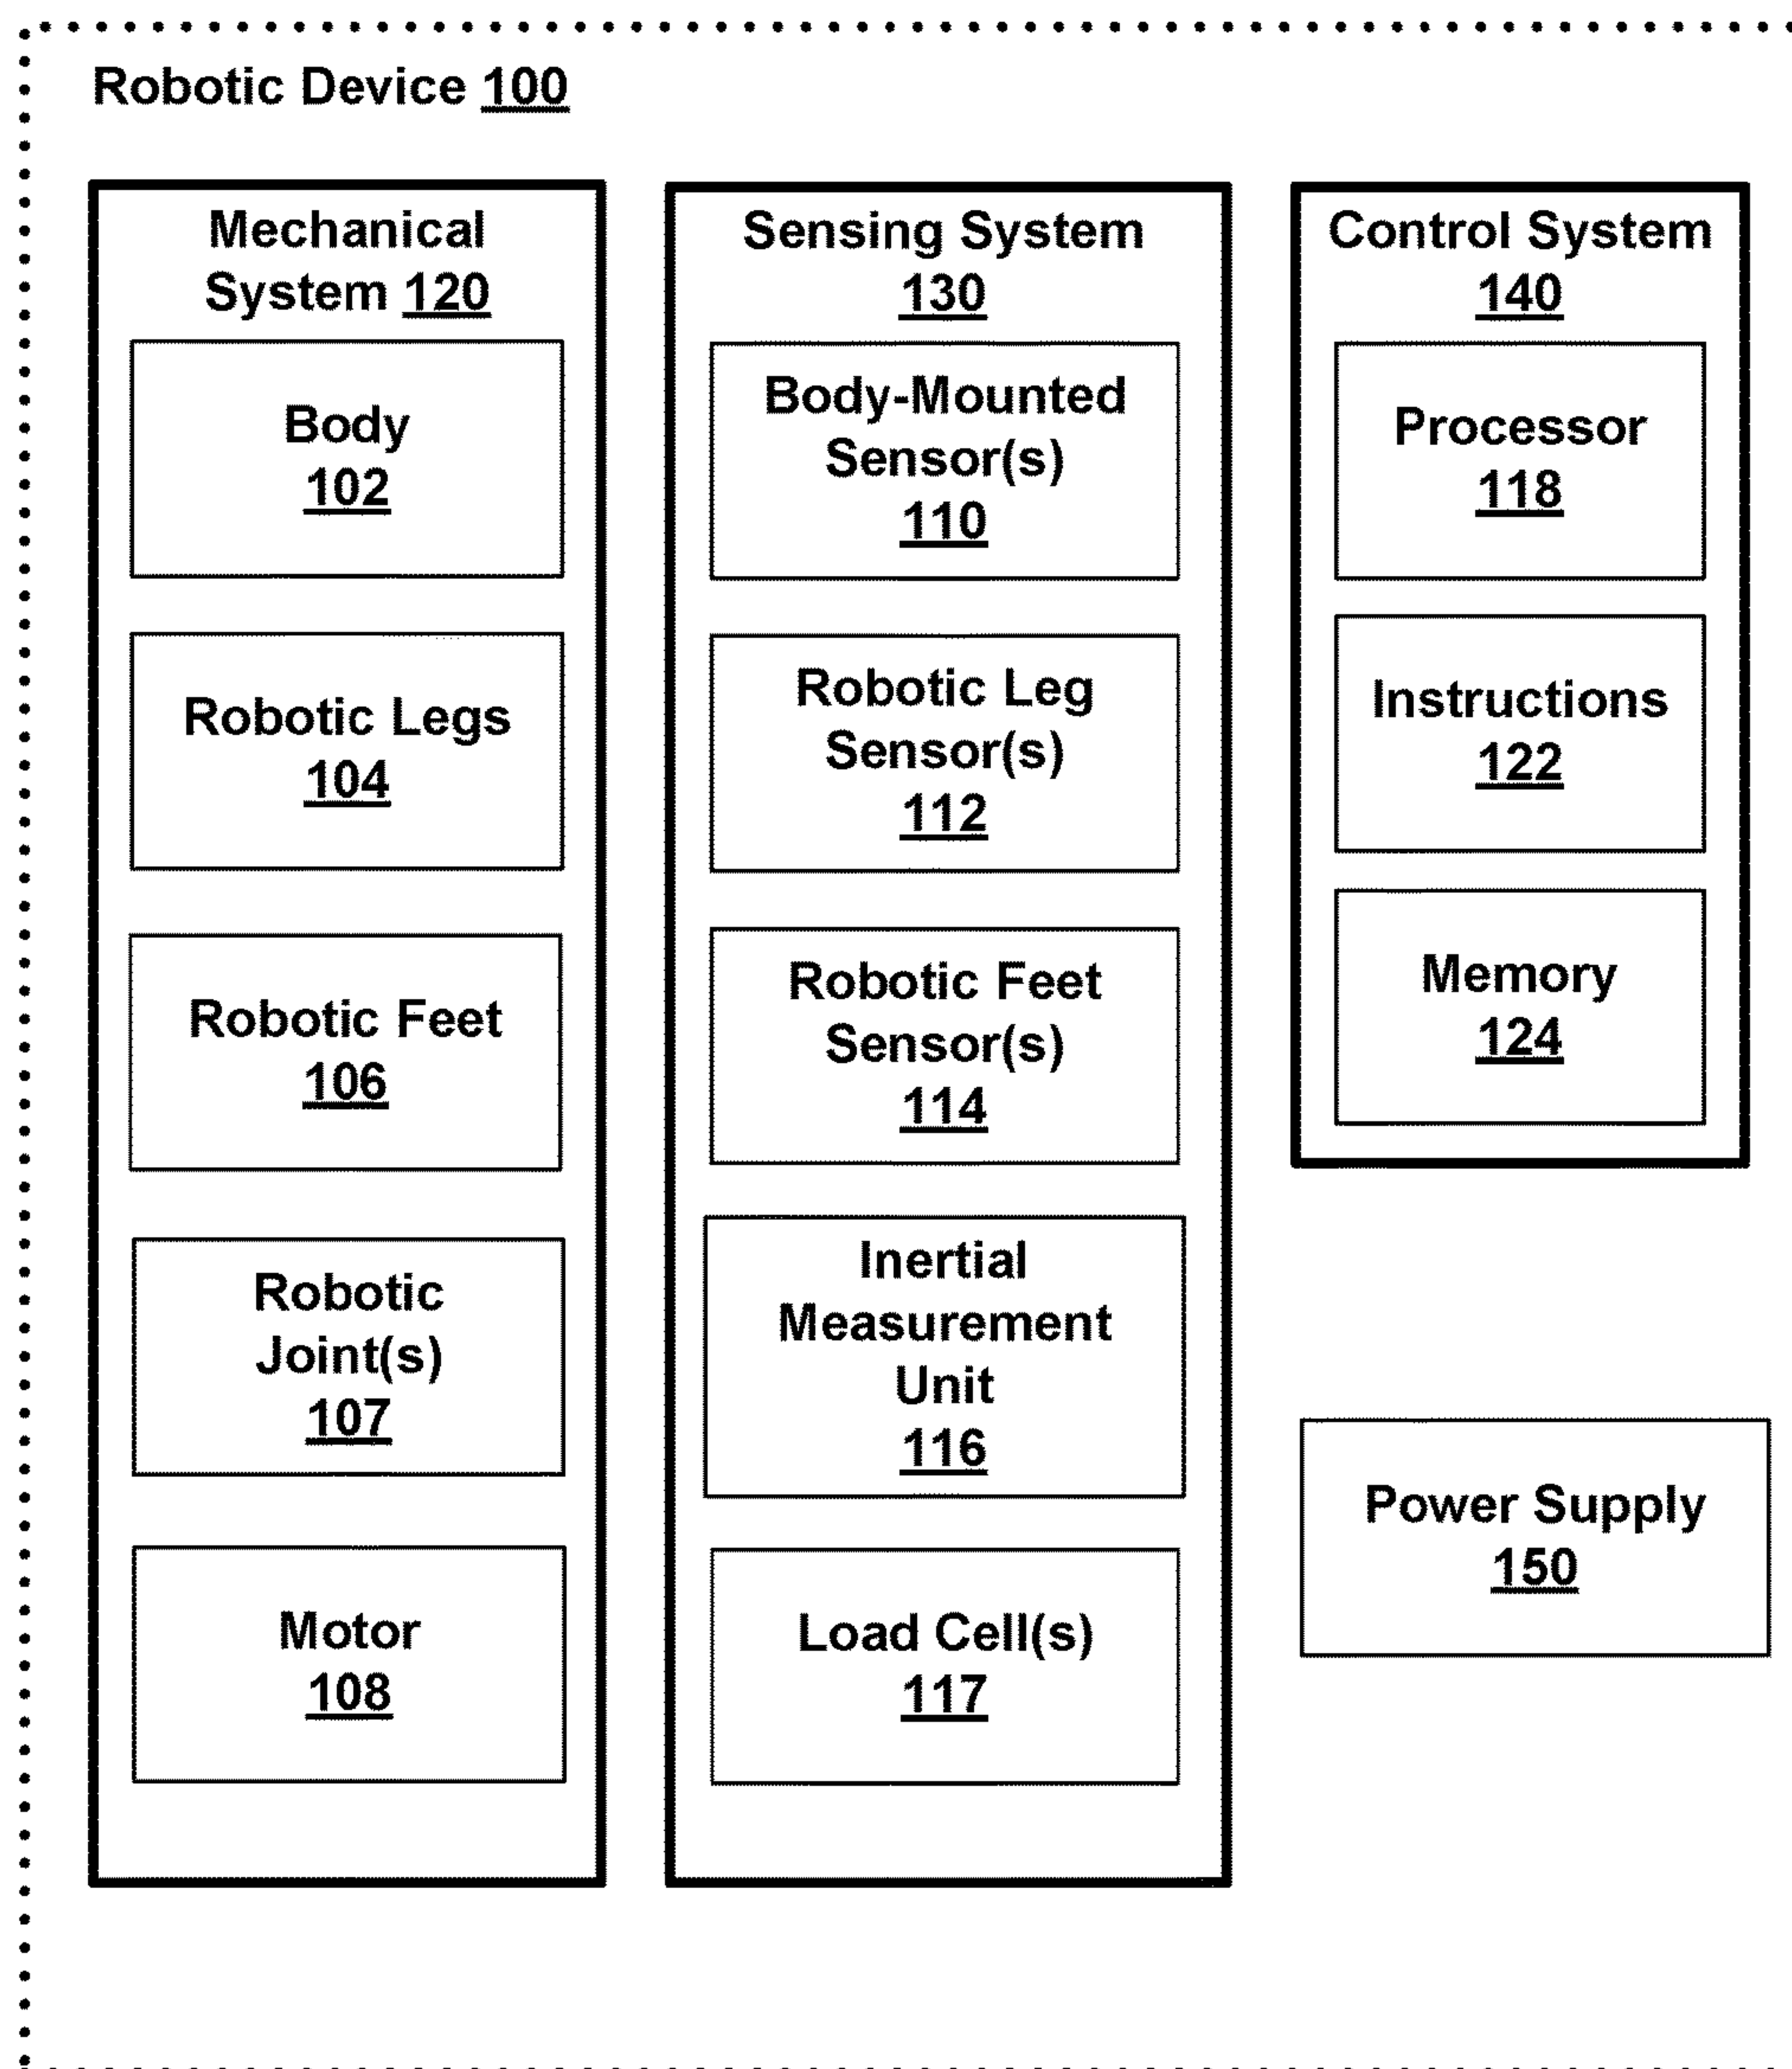 Robotic Device 100
Mechanical
System 120
Body
102
Robotic Legs
104
Robotic Feet
106
Robotic
Joint(s)
107
Motor
108
Sensing System
130
Body-Mounted
Sensor(s)
110
Robotic Leg
Sensor(s)
112
Robotic Feet
Sensor(s)
114
Inertial
Measurement
Unit
116
Load Cell(s)
117
Control System
140
Processor
118
Instructions
122
Memory
124
Power Supply
150